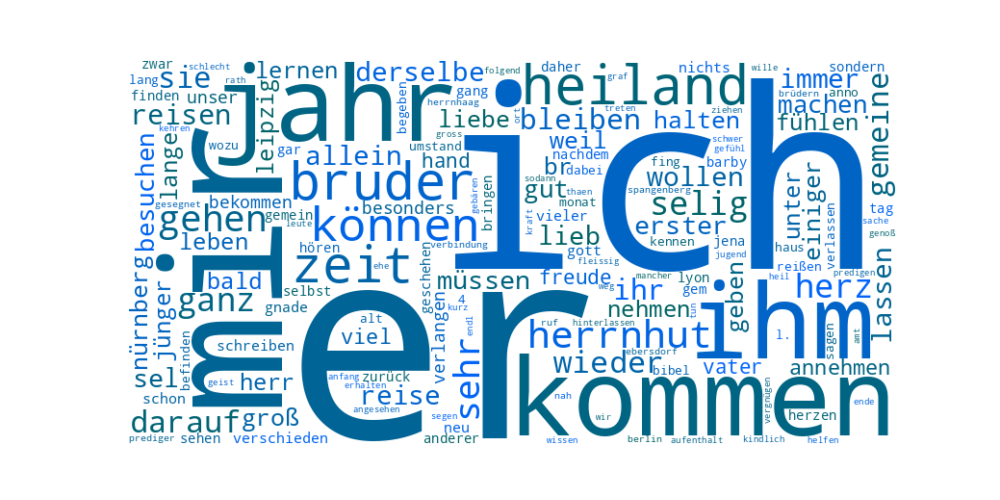 zwar
schlecht
lang
sie
finden
unser
rath
reisen
kehren
wozu
lange
leipzig
lernen
jahr
derselbe
folgend
gang
begeben
herrnhaag
liebe
gross
umstand
hand
gar
allein
bruder
können
besonders
bekommen
gesegnet
gehen
gemein
leute
leben
besuchen
nürnberg
jünger
mir
ich
er
ihm
kommen
heiland
daher
ort
graf
nichts
wille
sondern
immer
brüdern
anno
machen
fühlen
gemeine
bleiben
treten
halten
ziehen
weil
nachdem
schwer
gefühl
br
dabei
fing
barby
wollen
sodann
gut
thaen
monat
spangenberg
selig
vieler
kraft
lieb
erster
kennen
jena
jugend
gott
haus
unter
einiger
verlassen
tag
sache
genoß
reißen
predigen
lassen
bringen
gebären
verbindung
geschehen
hören
ehe
zeit
bald
ganz
selbst
gnade
müssen
fleissig
freude
weg
mancher
lyon
heil
ihr
gem
nehmen
tun
geben
herz
verlangen
4
kurz
endl
alt
viel
schreiben
befinden
sel.
schon
geist
herr
anfang
erhalten
zurück
reise
angesehen
sehr
ruf
hinterlassen
herrnhut
ebersdorf
wieder
bibel
vater
1.
sagen
amt
annehmen
nah
wir
vergnügen
herzen
ende
darauf
groß
segen
neu
anderer
prediger
sehen
verschieden
wissen
berlin
aufenthalt
kindlich
helfen